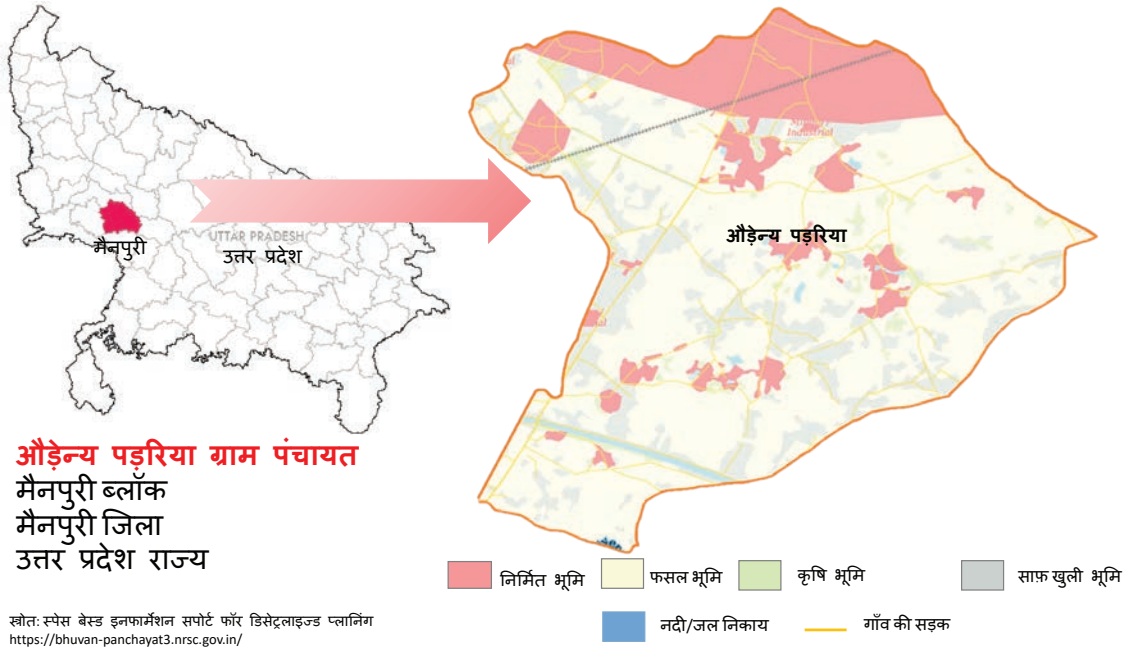 मैनपुरी
UTTAR PRADESH
उत्तर प्रदेश
Industrial
औड़ेन्य पड़रिया
औड़ेन्य पड़रिया ग्राम पंचायत
मैनपुरी ब्लॉक
मैनपुरी जिला
उत्तर प्रदेश राज्य
निर्मित भूमि
फसल भूमि
कृषि भूमि
साफ़ खुली भूमि
नदी/जल निकाय
गाँव की सड़क
स्रोत: स्पेस बेस्ड इनफार्मेशन सपोर्ट फॉर डिसेंट्रलाइज्ड प्लानिंग
https://bhuvan-panchayat3.nrsc.gov.in/